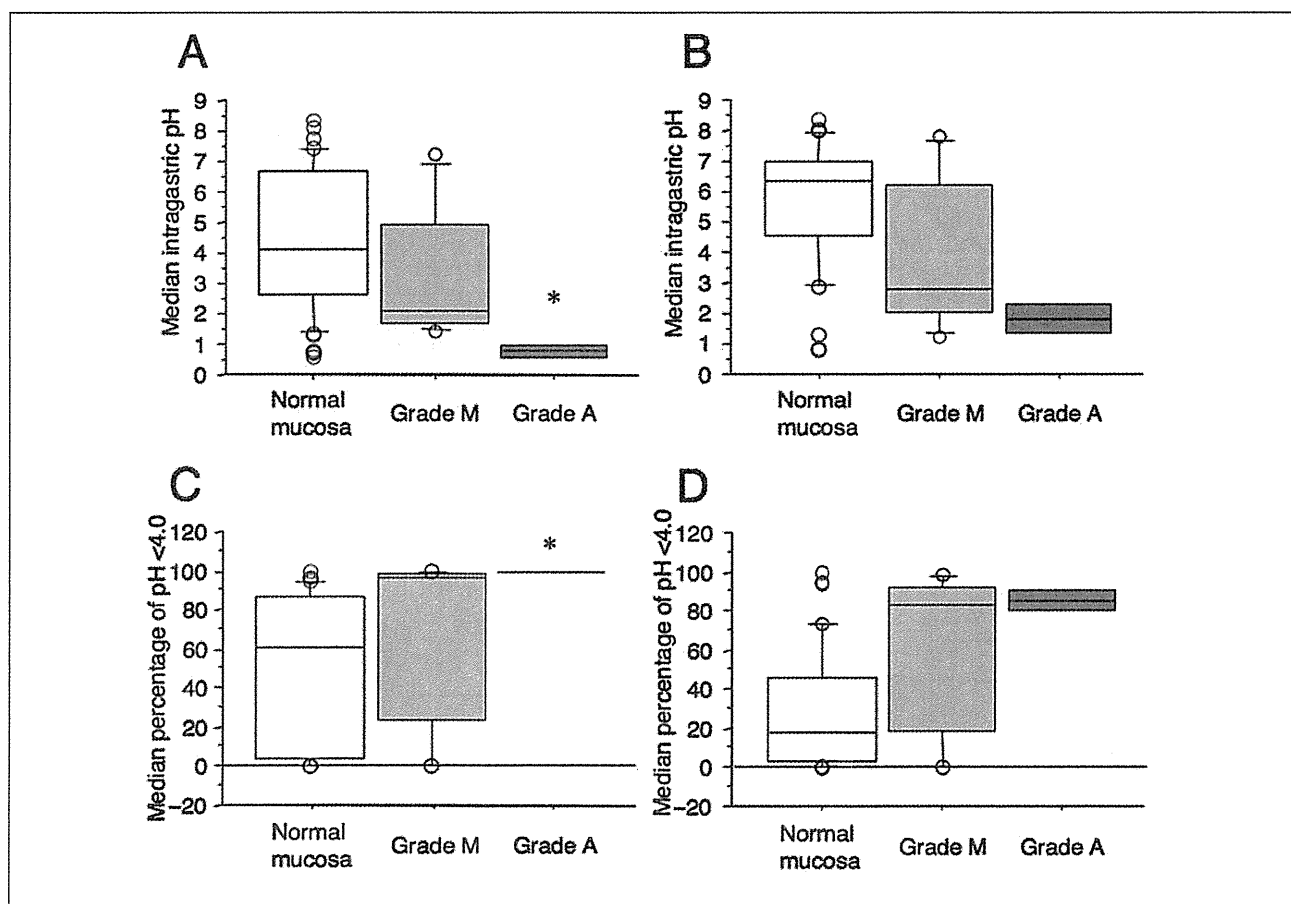 A
Median intragastric pH
9
8
7
6
5
4
3
2
1
0
*
Normal
mucosa
Grade M
Grade A
B
Median intragastric pH
9
8
7
6
5
4
3
2
1
0
Normal
mucosa
Grade M
Grade A
C
Median percentage of pH <4.0
120
100
80
60
40
20
0
−20
*
Normal
mucosa
Grade M
Grade A
D
Median percentage of pH <4.0
120
100
80
60
40
20
0
−20
Normal
mucosa
Grade M
Grade A